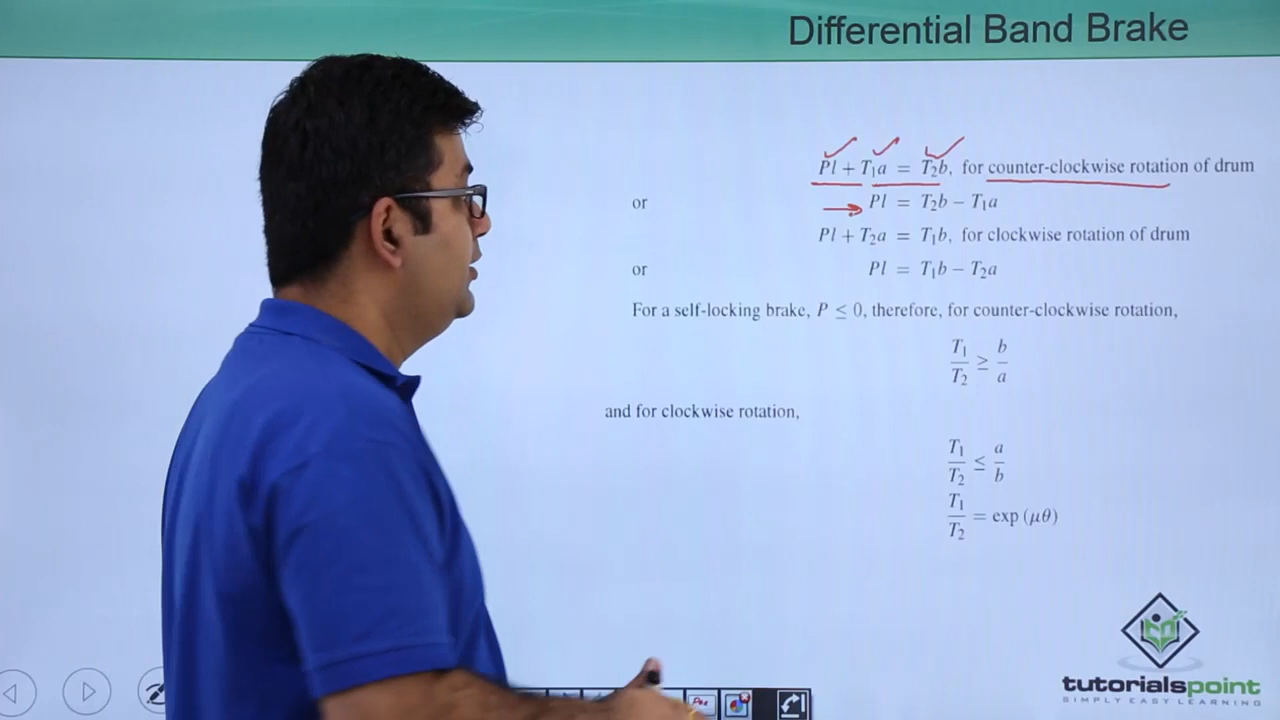 Differential Band Brake
Pl + T₁a = T₂b, for counter-clockwise rotation of drum
or Pl = T₂b − T₁a
Pl + T₂a = T₁b, for clockwise rotation of drum
or Pl = T₁b − T₂a
For a self-locking brake, P ≤ 0, therefore, for counter-clockwise rotation,
T₁/T₂ ≥ b/a
and for clockwise rotation,
T₁/T₂ ≤ a/b
T₁/T₂ = exp (μθ)
tutorialspoint
SIMPLY EASY LEARNING